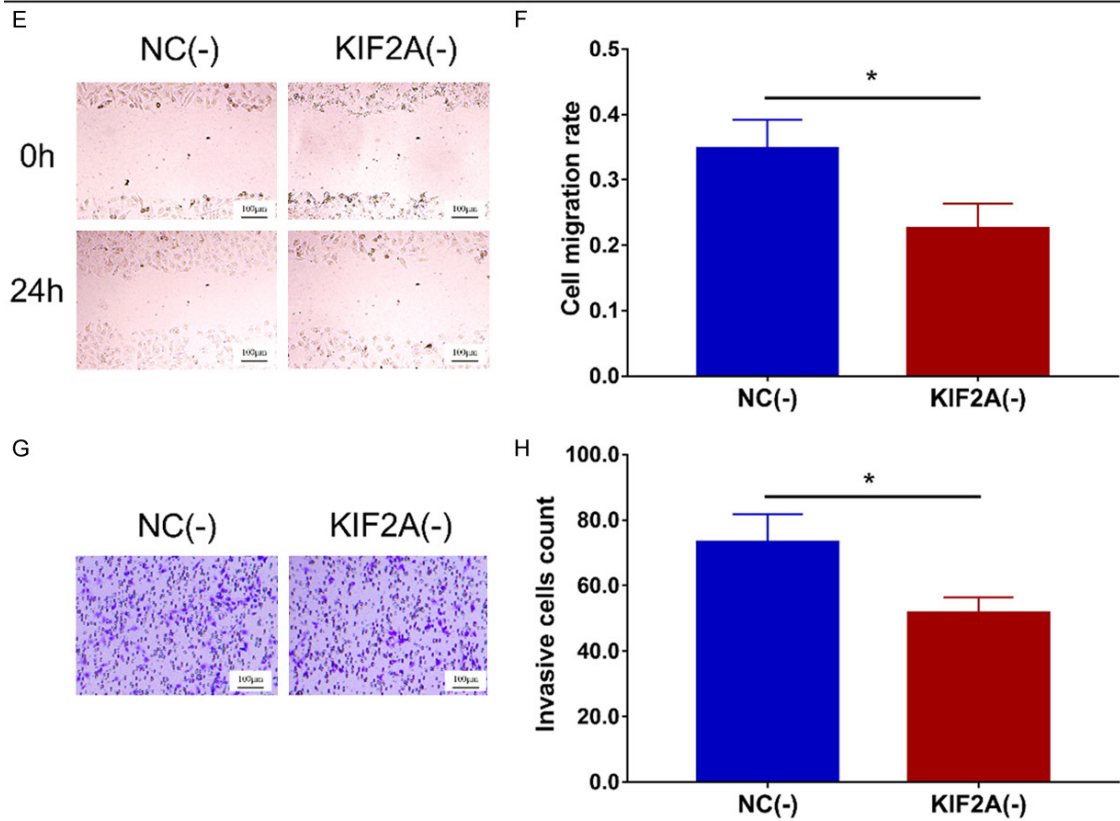 E
NC(-) KIF2A(-)
0h
100μm 100μm
24h
100μm 100μm
F
0.5
0.4
0.3
0.2
0.1
0.0
Cell migration rate
*
NC(-) KIF2A(-)
G
NC(-) KIF2A(-)
100μm 100μm
H
100.0
80.0
60.0
40.0
20.0
0.0
Invasive cells count
*
NC(-) KIF2A(-)